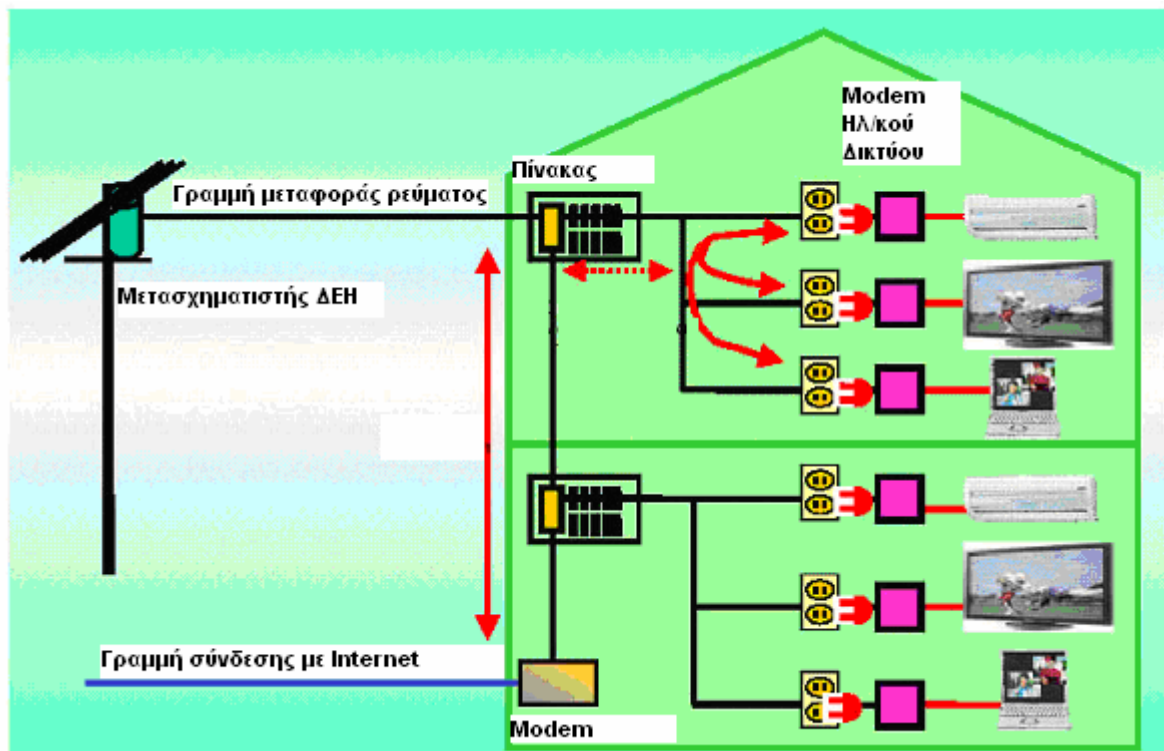 Modem
Ηλ/κού
Δικτύου
Πίνακας
Γραμμή μεταφοράς ρεύματος
Μετασχηματιστής ΔΕΗ
Γραμμή σύνδεσης με Internet
Modem